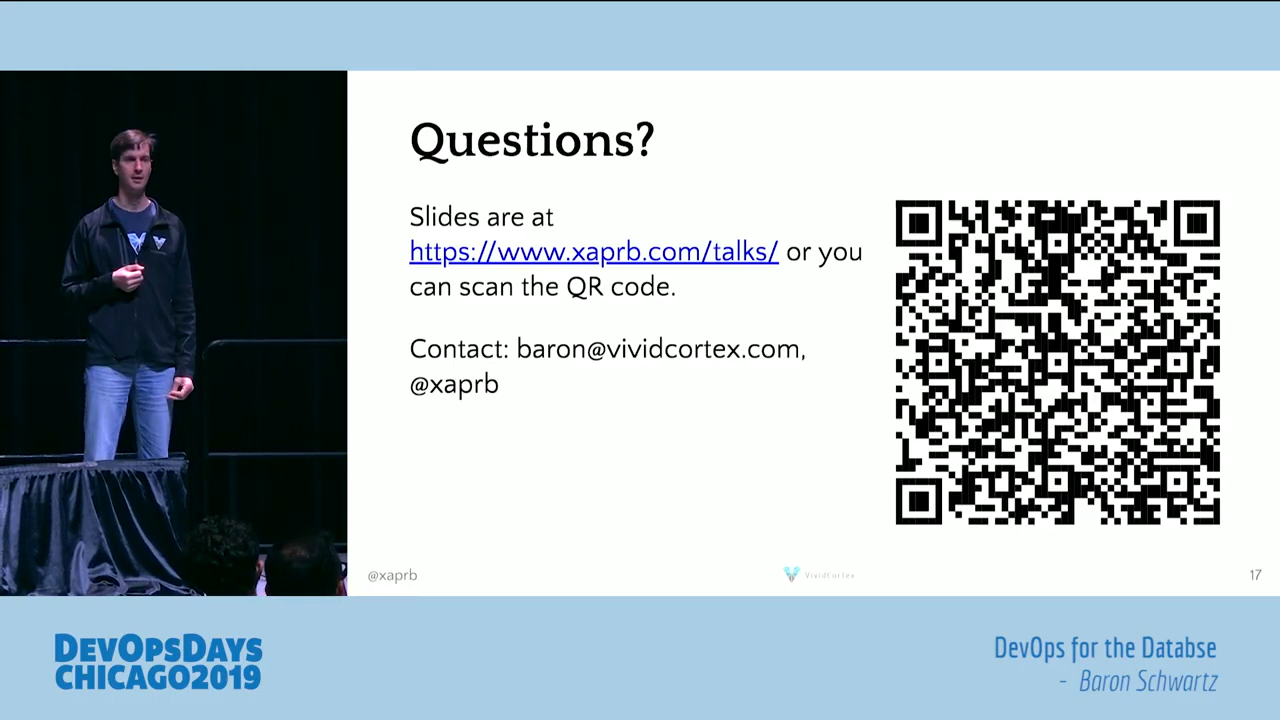 Questions?
Slides are at
https://www.xaprb.com/talks/ or you
can scan the QR code.
Contact: baron@vividcortex.com,
@xaprb
@xaprb
VividCortex
17
DEVOPSDAYS
CHICAGO2019
DevOps for the Databse
- Baron Schwartz